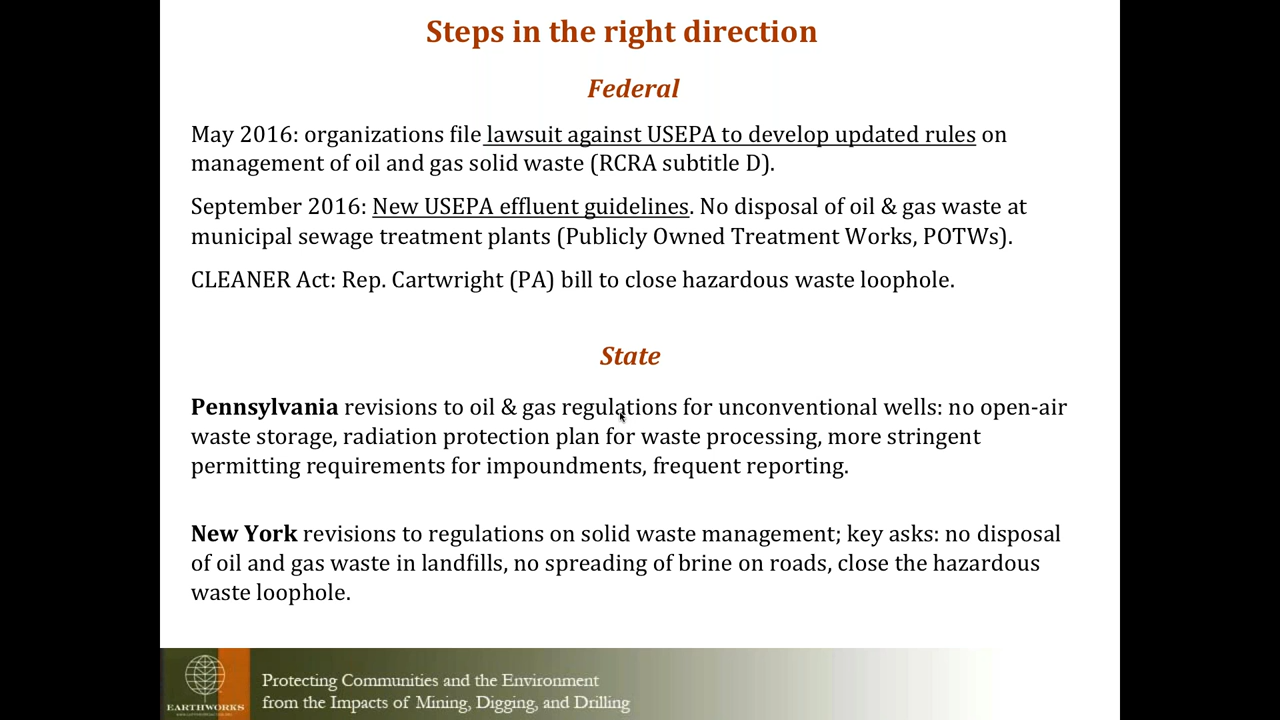 Steps in the right direction
Federal
May 2016: organizations file lawsuit against USEPA to develop updated rules on
management of oil and gas solid waste (RCRA subtitle D).
September 2016: New USEPA effluent guidelines. No disposal of oil & gas waste at
municipal sewage treatment plants (Publicly Owned Treatment Works, POTWs).
CLEANER Act: Rep. Cartwright (PA) bill to close hazardous waste loophole.
State
Pennsylvania revisions to oil & gas regulations for unconventional wells: no open-air
waste storage, radiation protection plan for waste processing, more stringent
permitting requirements for impoundments, frequent reporting.
New York revisions to regulations on solid waste management; key asks: no disposal
of oil and gas waste in landfills, no spreading of brine on roads, close the hazardous
waste loophole.
EARTHWORKS
Protecting Communities and the Environment
from the Impacts of Mining, Digging, and Drilling